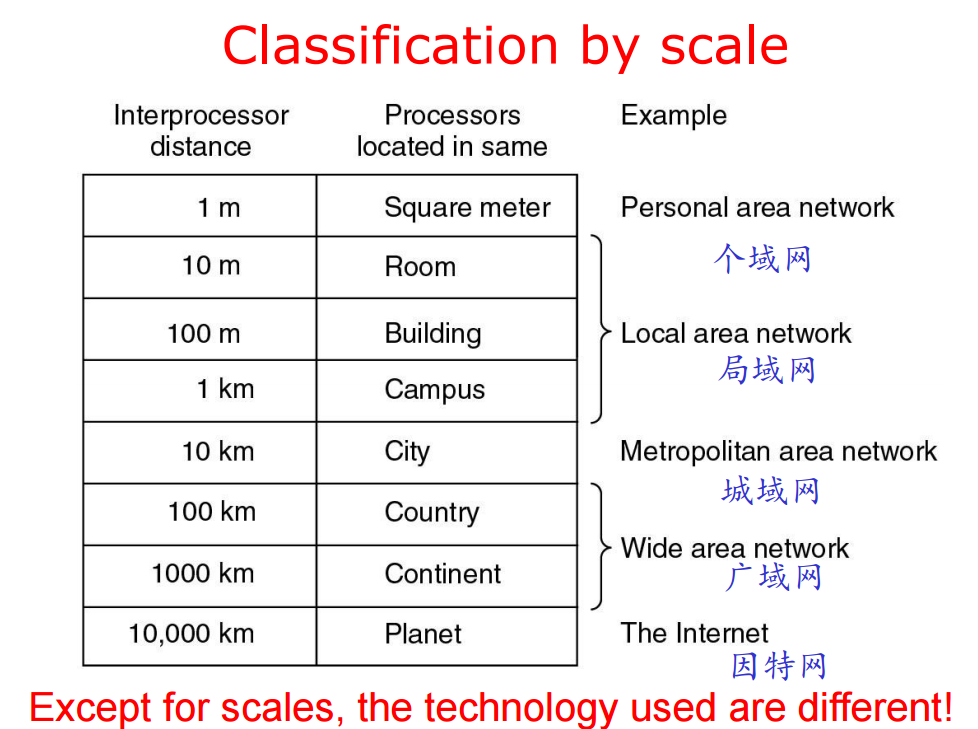 Classification by scale
Interprocessor distance
Processors located in same
Example
1 m Square meter Personal area network
个域网
10 m Room
100 m Building Local area network
局域网
1 km Campus
10 km City Metropolitan area network
城域网
100 km Country
Wide area network
广域网
1000 km Continent
10,000 km Planet The Internet
因特网
Except for scales, the technology used are different!